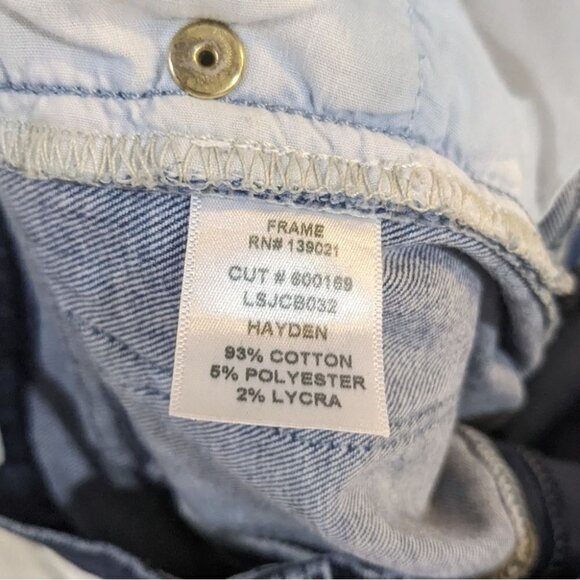 FRAME
RN# 139021
CUT # 600169
LSJCB032
HAYDEN
93% COTTON
5% POLYESTER
2% LYCRA